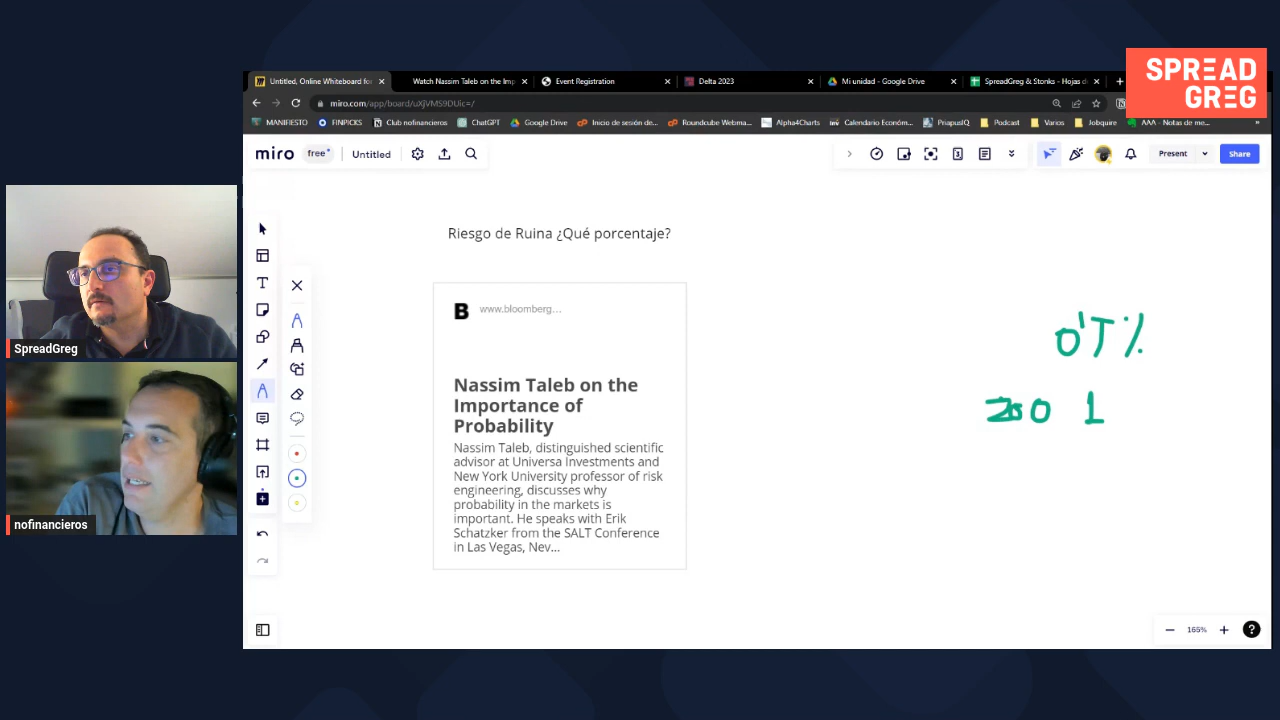 SPREAD
GREG
Untitled, Online Whiteboard for
Watch Nassim Taleb on the Imp
Event Registration
Delta 2023
Mi unidad - Google Drive
SpreadGreg & Stonks - Hojas d
miro.com/app/board/uXjVMS9DUic=/
MANIFIESTO
FINPICKS
Club nofinancieros
ChatGPT
Google Drive
Inicio de sesión de...
Roundcube Webma...
Alpha4Charts
Calendario Económ...
PriapusIQ
Podcast
Varios
Jobquire
AAA - Notas de me...
miro
free
Untitled
Present
Share
Riesgo de Ruina ¿Qué porcentaje?
B www.bloomberg...
Nassim Taleb on the
Importance of
Probability
Nassim Taleb, distinguished scientific
advisor at Universa Investments and
New York University professor of risk
engineering, discusses why
probability in the markets is
important. He speaks with Erik
Schatzker from the SALT Conference
in Las Vegas, Nev...
1
165%
SpreadGreg
nofinancieros